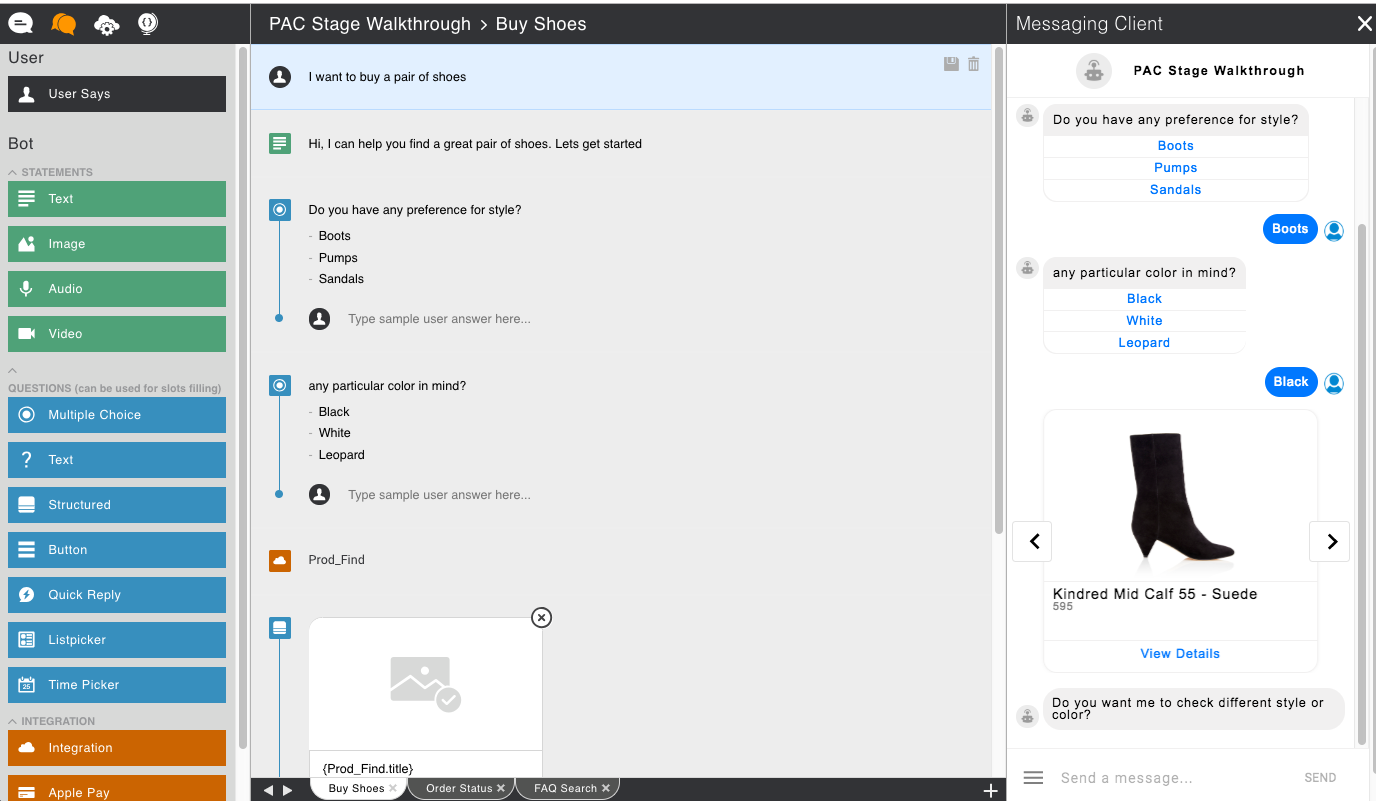 PAC Stage Walkthrough > Buy Shoes
Messaging Client
User
User Says
Bot
STATEMENTS
Text
Image
Audio
Video
QUESTIONS (can be used for slots filling)
Multiple Choice
Text
Structured
Button
Quick Reply
Listpicker
25
Time Picker
INTEGRATION
Integration
Apple Pay
I want to buy a pair of shoes
Hi, I can help you find a great pair of shoes. Lets get started
Do you have any preference for style?
- Boots
- Pumps
- Sandals
Type sample user answer here...
any particular color in mind?
- Black
- White
- Leopard
Type sample user answer here...
Prod_Find
{Prod_Find.title}
Buy Shoes
Order Status
FAQ Search
PAC Stage Walkthrough
Do you have any preference for style?
Boots
Pumps
Sandals
Boots
any particular color in mind?
Black
White
Leopard
Black
Kindred Mid Calf 55 - Suede
595
View Details
Do you want me to check different style or
color?
Send a message...
SEND